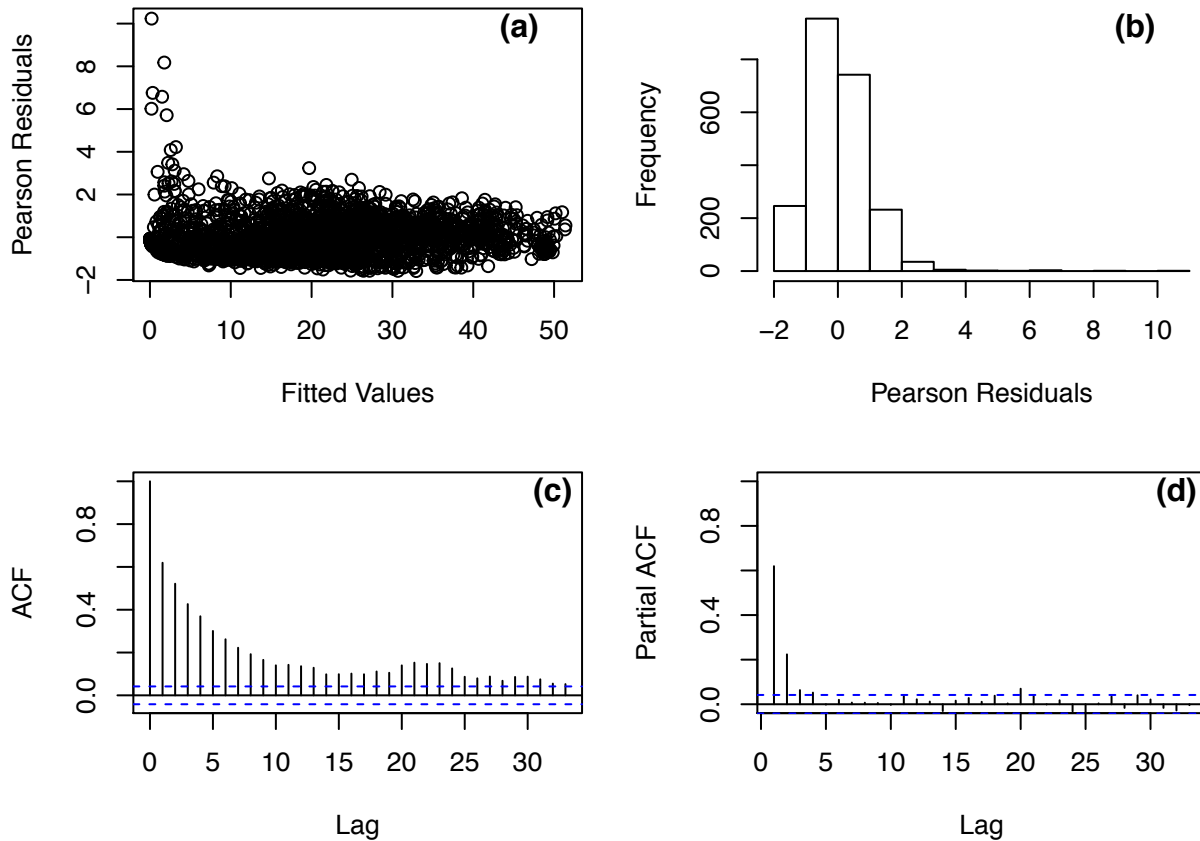 (a)
Pearson Residuals
−2 2 4 6 8
0 10 20 30 40 50
Fitted Values
(b)
Frequency
0 200 600
−2 0 2 4 6 8 10
Pearson Residuals
(c)
ACF
0.0 0.4 0.8
0 5 10 15 20 25 30
Lag
(d)
Partial ACF
0.0 0.4 0.8
0 5 10 15 20 25 30
Lag